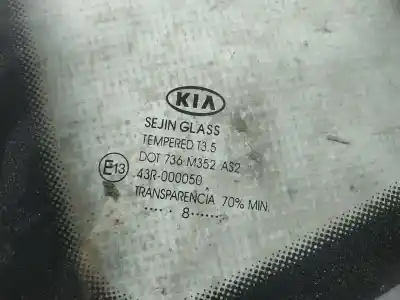 KIA
SEJIN GLASS
TEMPERED T3.5
DOT 736 M352 AS2
E13 43R-000050
TRANSPARENCIA 70% MIN.
..... 8......